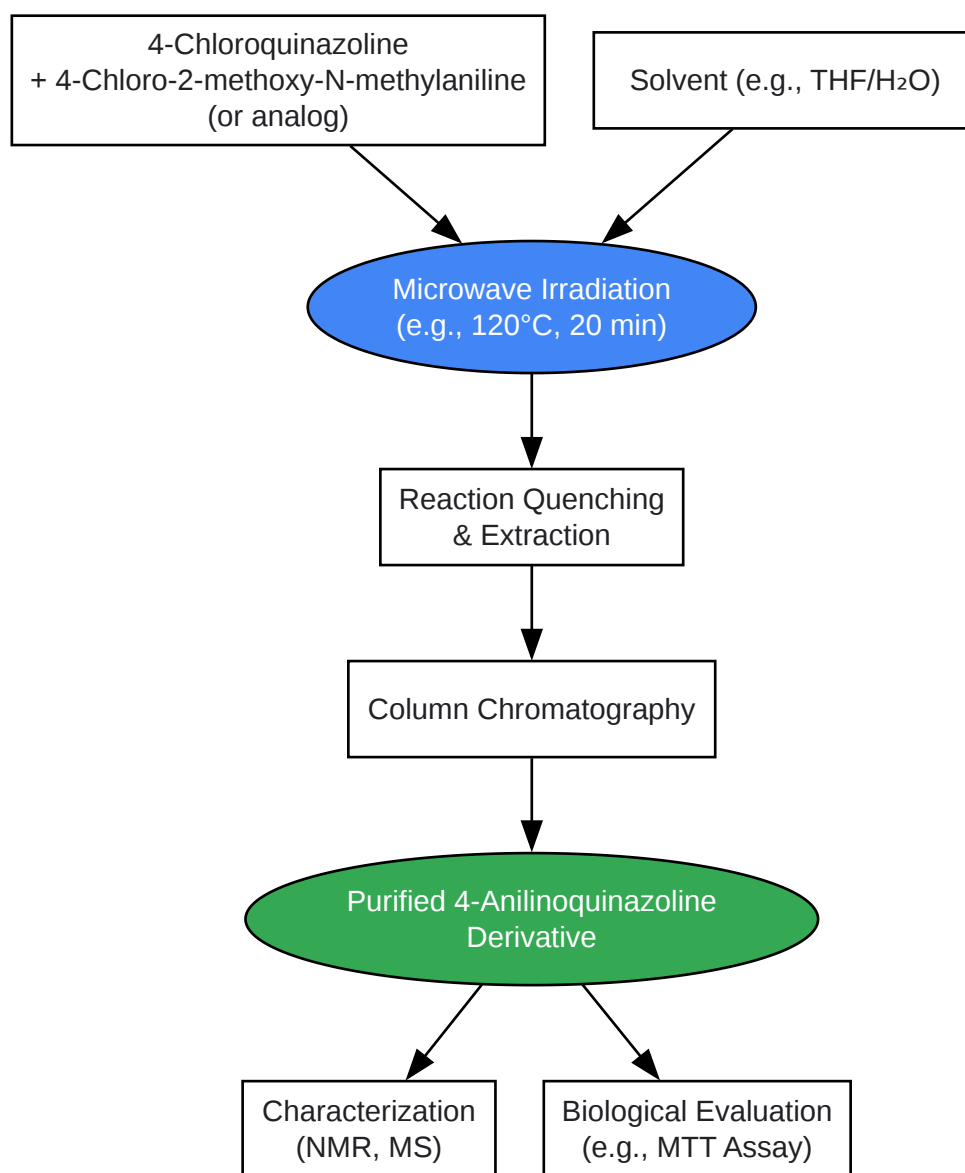 4-Chloroquinazoline
+ 4-Chloro-2-methoxy-N-methylaniline
(or analog)
Solvent (e.g., THF/H₂O)
Microwave Irradiation
(e.g., 120°C, 20 min)
Reaction Quenching
& Extraction
Column Chromatography
Purified 4-Anilinoquinazoline
Derivative
Characterization
(NMR, MS)
Biological Evaluation
(e.g., MTT Assay)